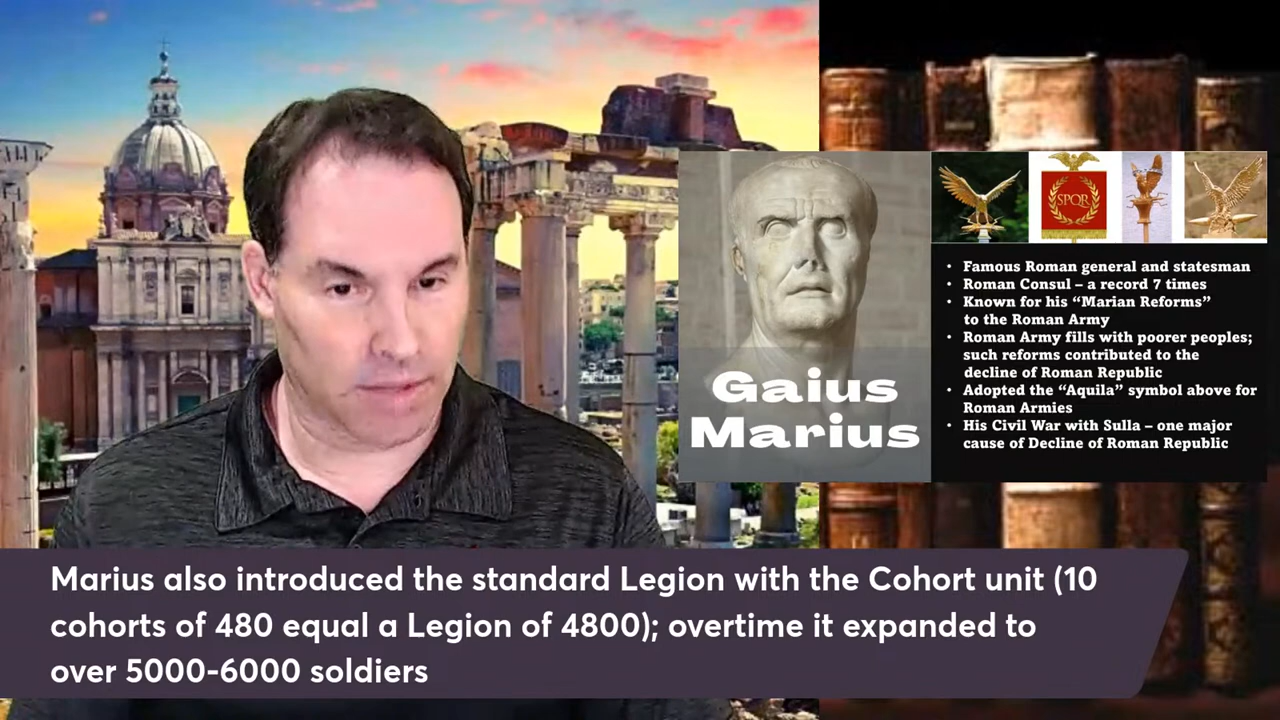 SPQR
Gaius
Marius
• Famous Roman general and statesman
• Roman Consul – a record 7 times
• Known for his “Marian Reforms”
to the Roman Army
• Roman Army fills with poorer peoples;
such reforms contributed to the
decline of Roman Republic
• Adopted the “Aquila” symbol above for
Roman Armies
• His Civil War with Sulla – one major
cause of Decline of Roman Republic
Marius also introduced the standard Legion with the Cohort unit (10
cohorts of 480 equal a Legion of 4800); overtime it expanded to
over 5000-6000 soldiers